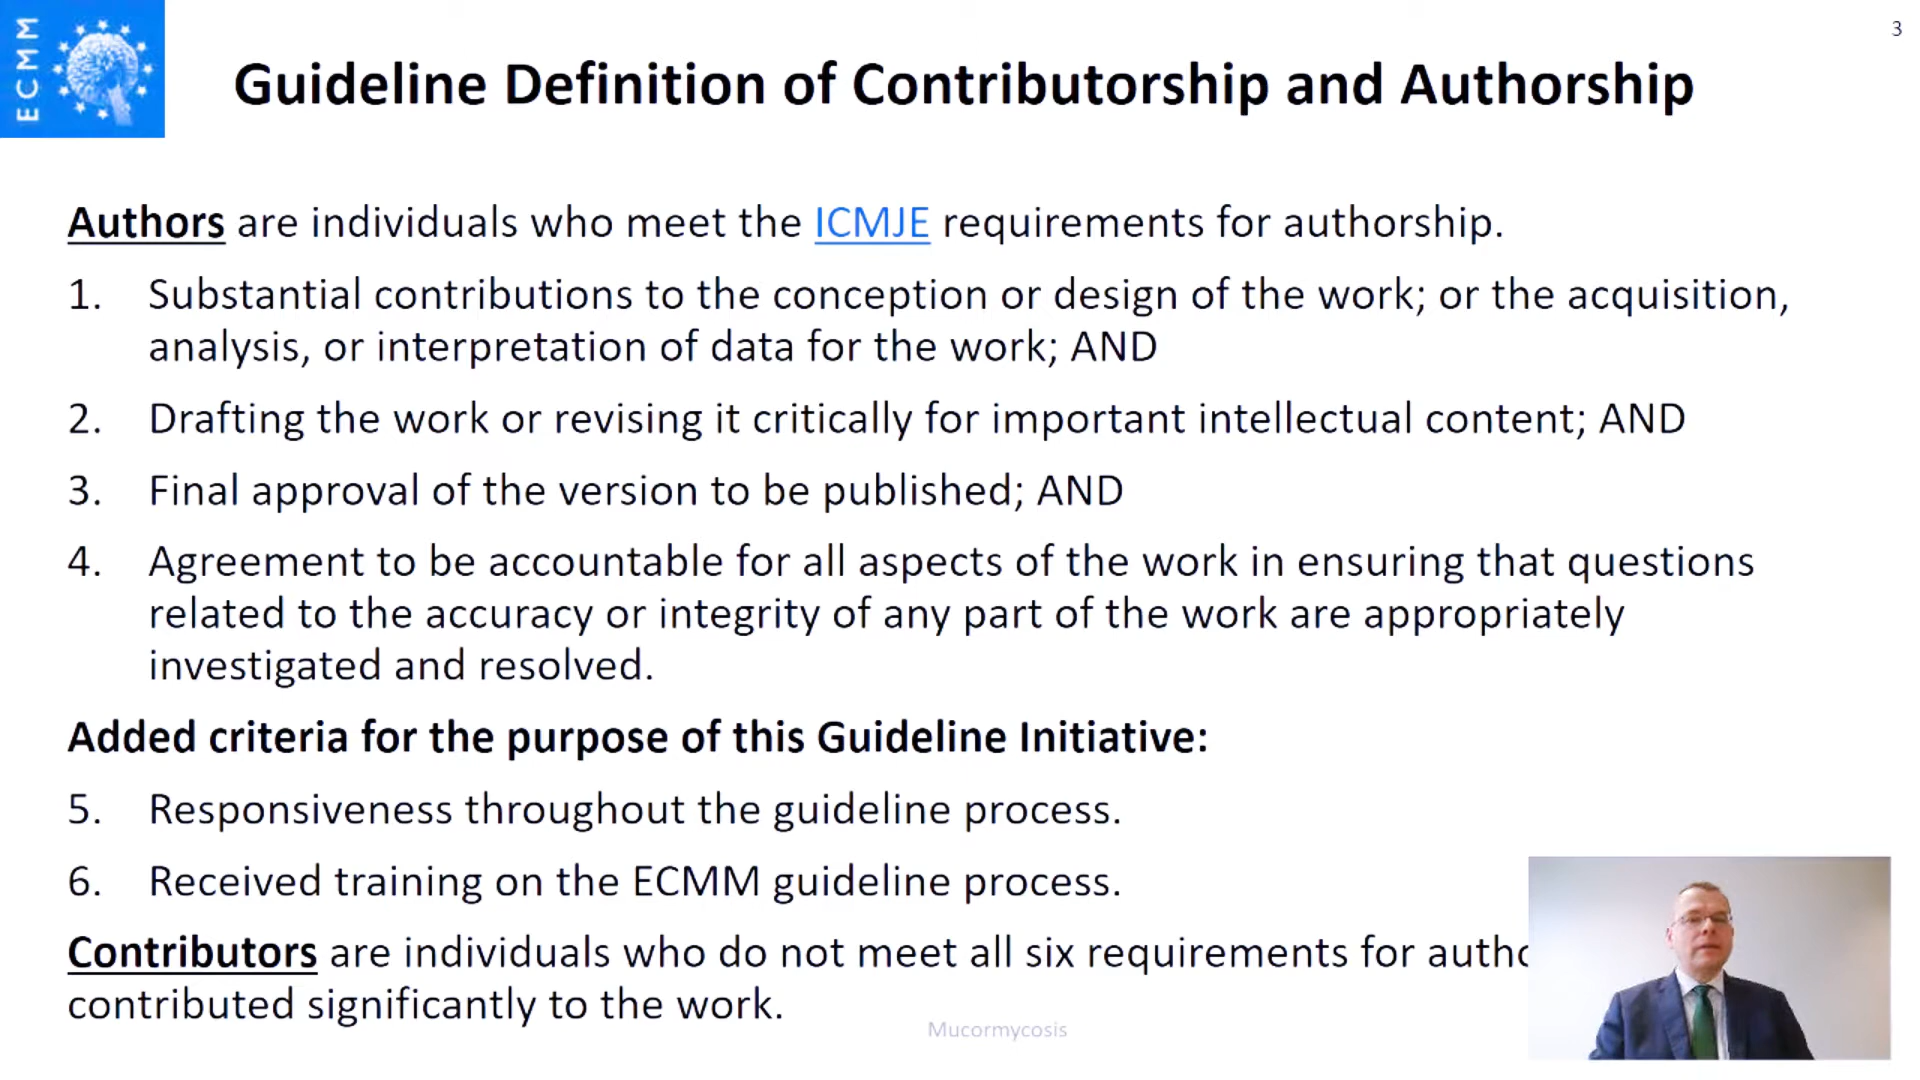 ECMM
3
Guideline Definition of Contributorship and Authorship
Authors are individuals who meet the ICMJE requirements for authorship.
1. Substantial contributions to the conception or design of the work; or the acquisition,
analysis, or interpretation of data for the work; AND
2. Drafting the work or revising it critically for important intellectual content; AND
3. Final approval of the version to be published; AND
4. Agreement to be accountable for all aspects of the work in ensuring that questions
related to the accuracy or integrity of any part of the work are appropriately
investigated and resolved.
Added criteria for the purpose of this Guideline Initiative:
5. Responsiveness throughout the guideline process.
6. Received training on the ECMM guideline process.
Contributors are individuals who do not meet all six requirements for
contributed significantly to the work.
Mucormycosis